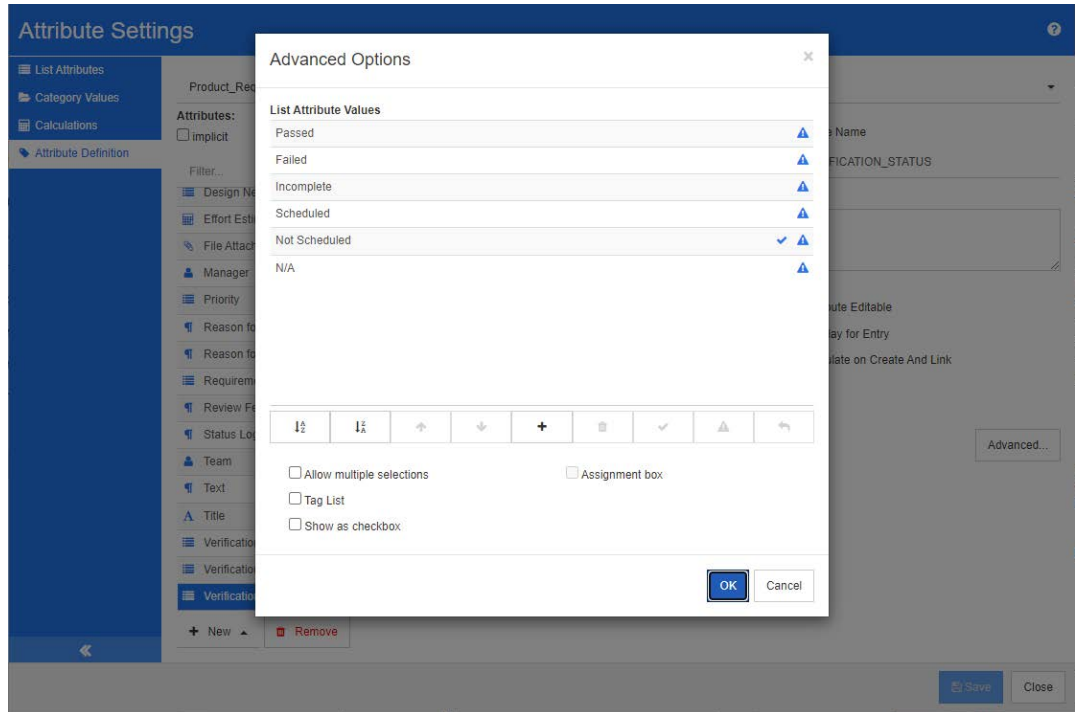 Attribute Settings
List Attributes
Category Values
Calculations
Attribute Definition
Product_Req
Attributes:
implicit
Filter...
Design Ne
Effort Esti
File Attach
Manager
Priority
Reason fo
Reason fo
Requirem
Review Fe
Status Log
Team
Text
Title
Verificatio
Verificatio
Verificatio
New
Remove
Advanced Options
List Attribute Values
Passed
Failed
Incomplete
Scheduled
Not Scheduled
N/A
Allow multiple selections
Assignment box
Tag List
Show as checkbox
OK
Cancel
e Name
FICATION_STATUS
ute Editable
lay for Entry
ulate on Create And Link
Advanced...
Save
Close